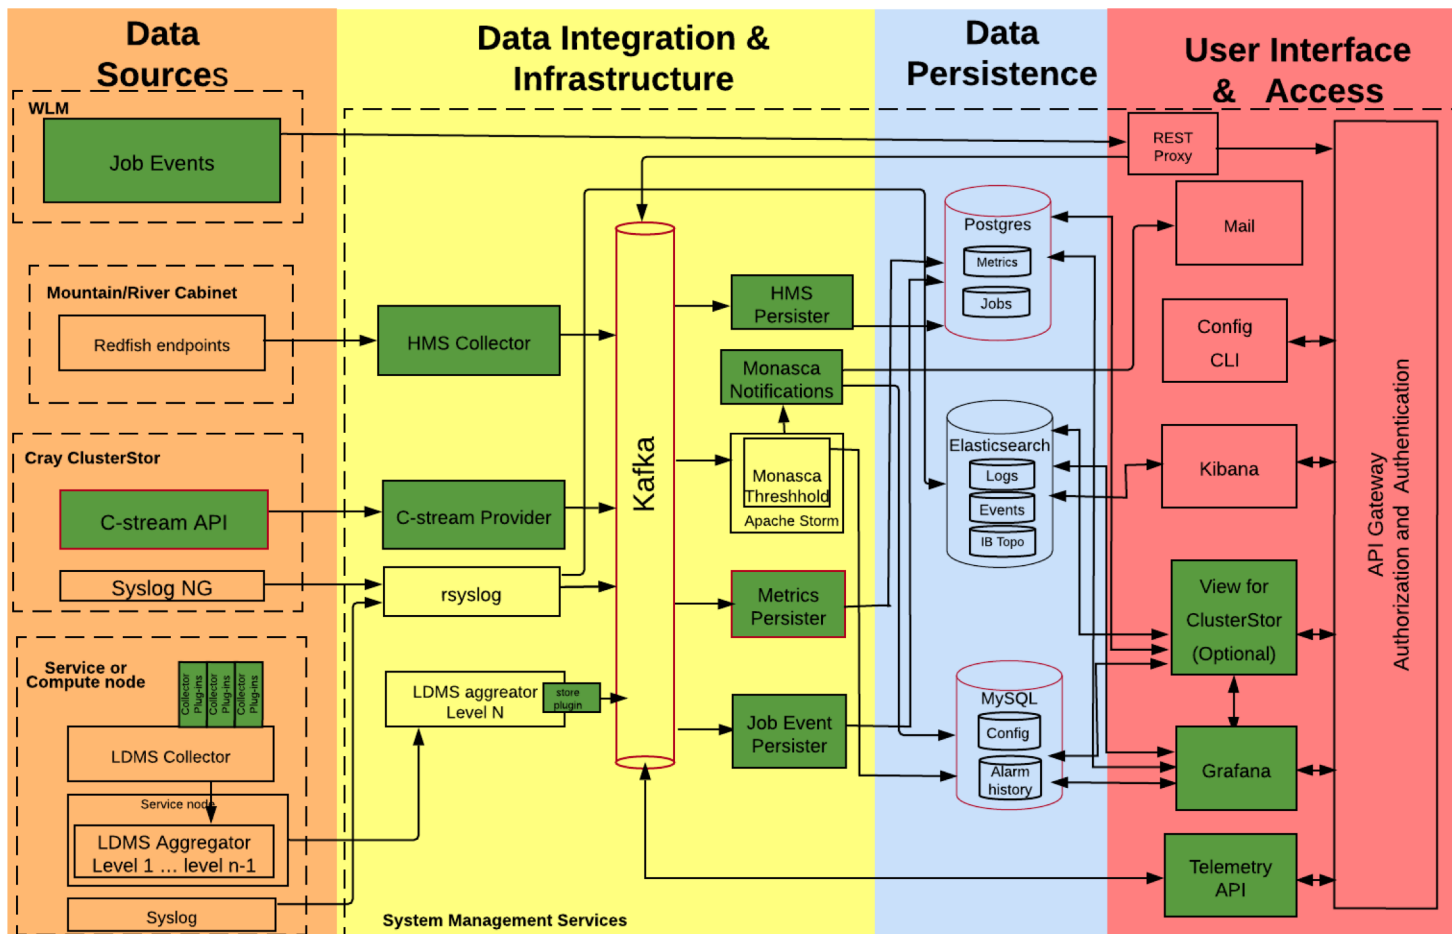 Data
Sources
Data Integration &
Infrastructure
Data
Persistence
User Interface
& Access
WLM
Job Events
Mountain/River Cabinet
Redfish endpoints
Cray ClusterStor
C-stream API
Syslog NG
Service or
Compute node
Collector
Plug-ins
Collector
Plug-ins
Collector
Plug-ins
LDMS Collector
Service node
LDMS Aggregator
Level 1 ... level n-1
Syslog
HMS Collector
C-stream Provider
rsyslog
LDMS aggreator
Level N
store
plugin
System Management Services
Kafka
HMS
Persister
Monasca
Notifications
Monasca
Threshhold
Apache Storm
Metrics
Persister
Job Event
Persister
Postgres
Metrics
Jobs
Elasticsearch
Logs
Events
IB Topo
MySQL
Config
Alarm
history
REST
Proxy
Mail
Config
CLI
Kibana
View for
ClusterStor
(Optional)
Grafana
Telemetry
API
API Gateway
Authorization and Authentication